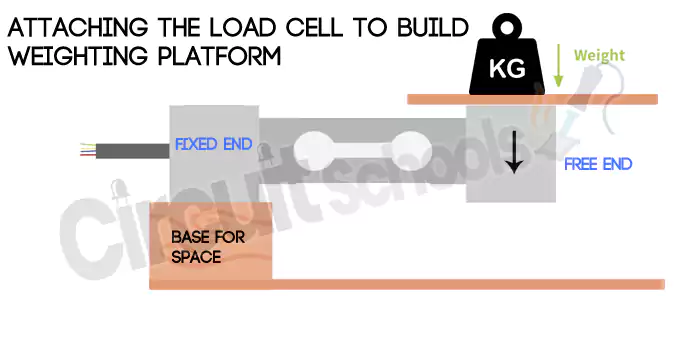 ATTACHING THE LOAD CELL TO BUILD
WEIGHTING PLATFORM
KG
Weight
FIXED END
FREE END
Circuitschools
BASE FOR
SPACE